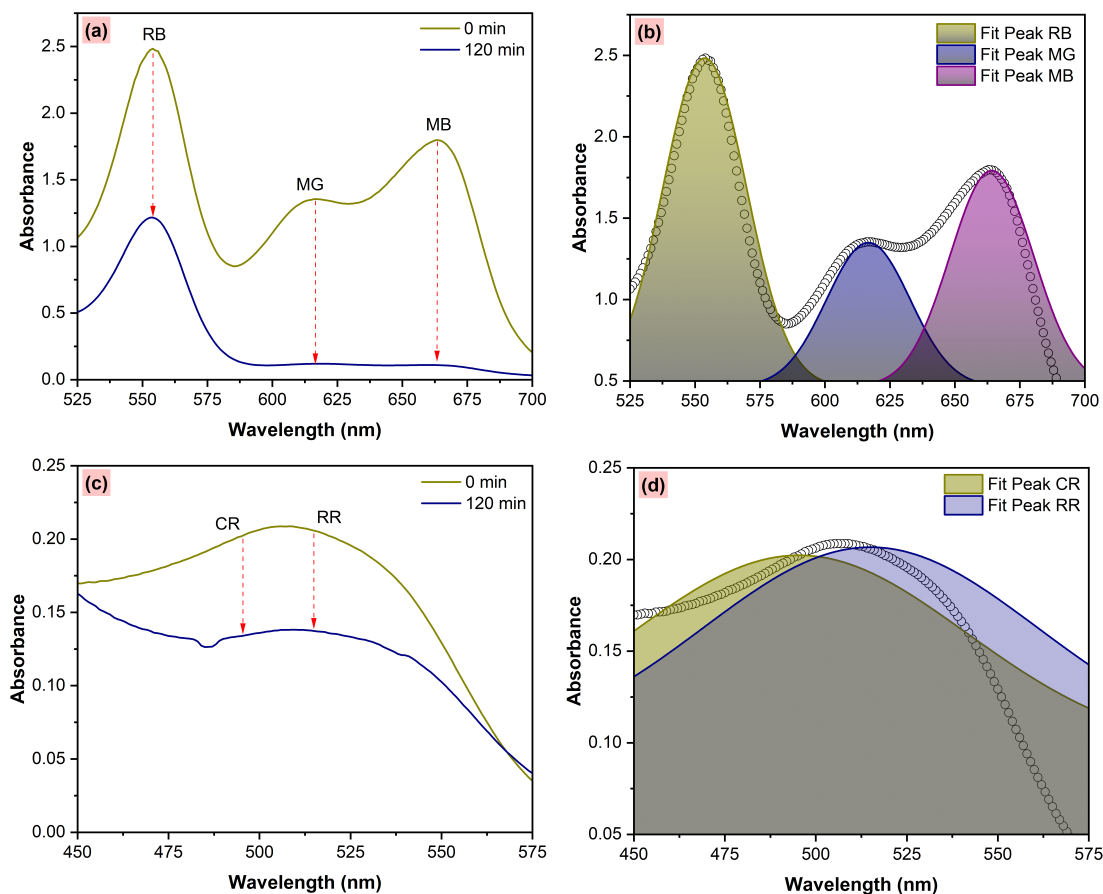 (a)
RB
MG
MB
0 min
120 min
Absorbance
0.0
0.5
1.0
1.5
2.0
2.5
525 550 575 600 625 650 675 700
Wavelength (nm)
(b)
Fit Peak RB
Fit Peak MG
Fit Peak MB
Absorbance
0.5
1.0
1.5
2.0
2.5
525 550 575 600 625 650 675 700
Wavelength (nm)
(c)
CR
RR
0 min
120 min
Absorbance
0.00
0.05
0.10
0.15
0.20
0.25
450 475 500 525 550 575
Wavelength (nm)
(d)
Fit Peak CR
Fit Peak RR
Absorbance
0.05
0.10
0.15
0.20
0.25
450 475 500 525 550 575
Wavelength (nm)